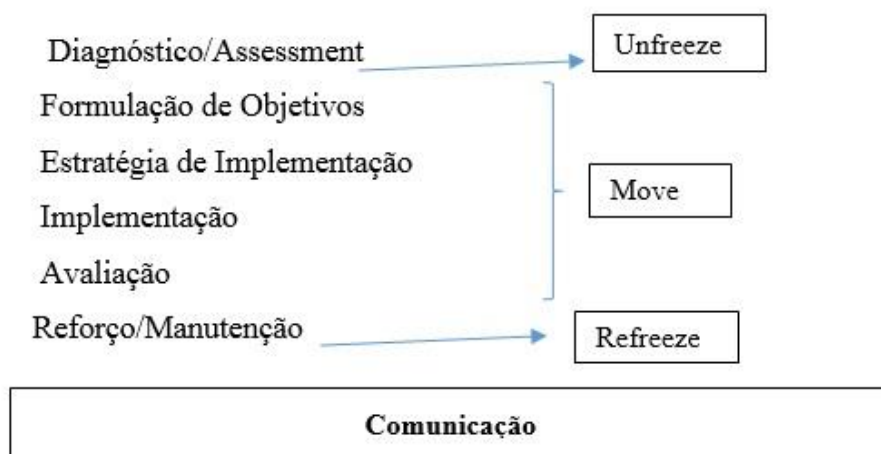 Diagnóstico/Assessment
Unfreeze
Formulação de Objetivos
Estratégia de Implementação
Move
Implementação
Avaliação
Reforço/Manutenção
Refreeze
Comunicação